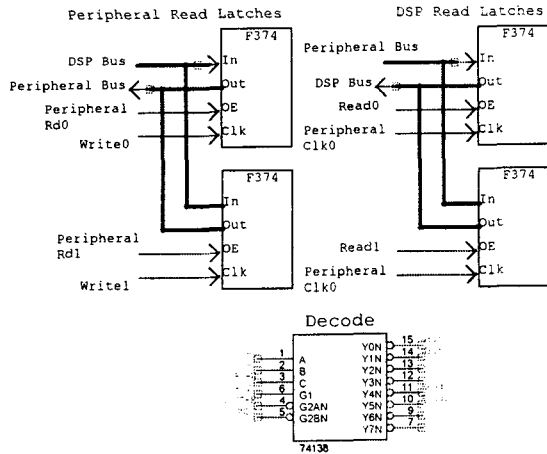 Peripheral Read Latches
F374
DSP Bus
In
Peripheral Bus
Out
Peripheral
Rd0
OE
Write0
Clk
F374
In
Out
Peripheral
Rd1
OE
Write1
Clk
DSP Read Latches
F374
Peripheral Bus
In
DSP Bus
Out
Read0
OE
Peripheral
Clk0
Clk
F374
In
Out
Read1
OE
Peripheral
Clk0
Clk
Decode
1 A Y0N 15
2 B Y1N 14
3 C Y2N 13
6 G1 Y3N 12
4 G2AN Y4N 11
5 G2BN Y5N 10
Y6N 9
Y7N 7
74138